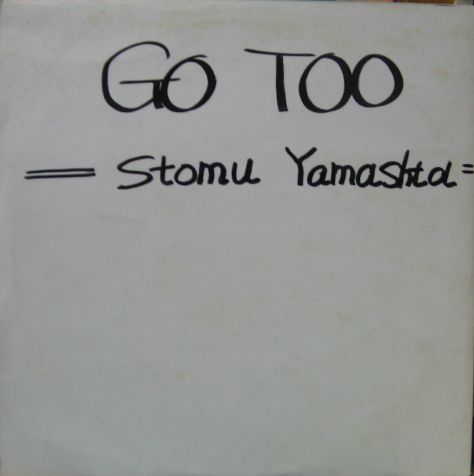 GO TOO
= Stomu Yamashta =